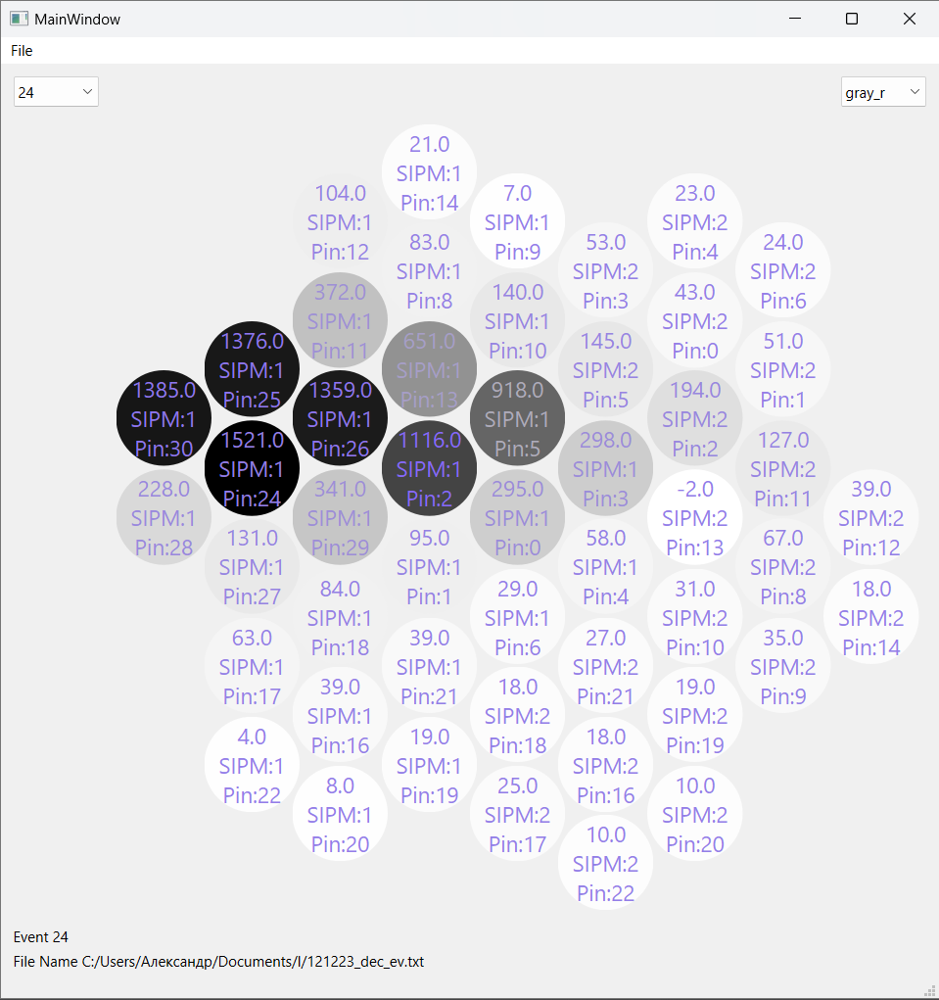 MainWindow
File
24
gray_r
21.0
SIPM:1
Pin:14
104.0
SIPM:1
Pin:12
7.0
SIPM:1
Pin:9
23.0
SIPM:2
Pin:4
83.0
SIPM:1
Pin:8
53.0
SIPM:2
Pin:3
24.0
SIPM:2
Pin:6
372.0
SIPM:1
Pin:11
140.0
SIPM:1
Pin:10
43.0
SIPM:2
Pin:0
1376.0
SIPM:1
Pin:25
651.0
SIPM:1
Pin:13
145.0
SIPM:2
Pin:5
51.0
SIPM:2
Pin:1
1385.0
SIPM:1
Pin:30
1359.0
SIPM:1
Pin:26
918.0
SIPM:1
Pin:5
194.0
SIPM:2
Pin:2
1521.0
SIPM:1
Pin:24
1116.0
SIPM:1
Pin:2
298.0
SIPM:1
Pin:3
127.0
SIPM:2
Pin:11
228.0
SIPM:1
Pin:28
341.0
SIPM:1
Pin:29
295.0
SIPM:1
Pin:0
-2.0
SIPM:2
Pin:13
39.0
SIPM:2
Pin:12
131.0
SIPM:1
Pin:27
95.0
SIPM:1
Pin:1
58.0
SIPM:1
Pin:4
67.0
SIPM:2
Pin:8
84.0
SIPM:1
Pin:18
29.0
SIPM:1
Pin:6
31.0
SIPM:2
Pin:10
18.0
SIPM:2
Pin:14
63.0
SIPM:1
Pin:17
39.0
SIPM:1
Pin:21
27.0
SIPM:2
Pin:21
35.0
SIPM:2
Pin:9
39.0
SIPM:1
Pin:16
18.0
SIPM:2
Pin:18
19.0
SIPM:2
Pin:19
4.0
SIPM:1
Pin:22
19.0
SIPM:1
Pin:19
18.0
SIPM:2
Pin:16
8.0
SIPM:1
Pin:20
25.0
SIPM:2
Pin:17
10.0
SIPM:2
Pin:20
10.0
SIPM:2
Pin:22
Event 24
File Name C:/Users/Александр/Documents/I/121223_dec_ev.txt